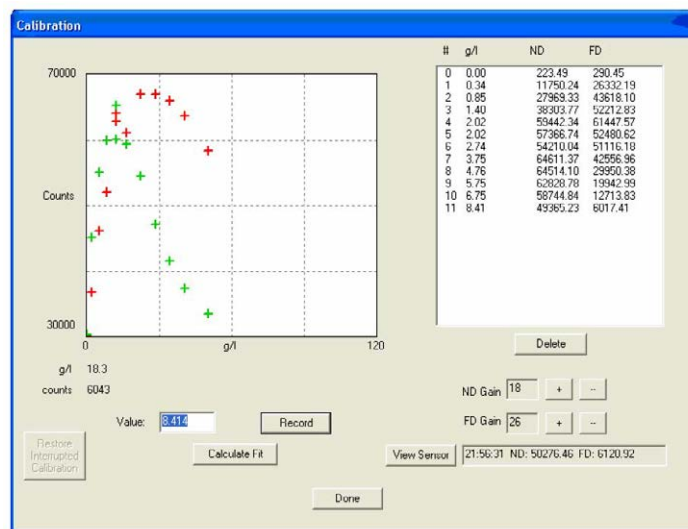 Calibration
70000
Counts
30000
0
g/l
120
g/l 18.3
counts 6043
# g/l ND FD
0 0.00 223.49 290.45
1 0.34 11750.24 26332.19
2 0.85 27969.33 43618.10
3 1.40 38303.77 52212.83
4 2.02 59442.34 61447.57
5 2.02 57366.74 52480.62
6 2.74 54210.04 51116.18
7 3.75 64611.37 42556.96
8 4.76 64514.10 29950.38
9 5.75 62828.78 19942.99
10 6.75 58744.84 12713.83
11 8.41 49365.23 6017.41
Delete
ND Gain 18 + --
FD Gain 26 + --
Value: 8.414 Record
Restore
Interrupted
Calibration
Calculate Fit
View Sensor 21:56:31 ND: 50276.46 FD: 6120.92
Done